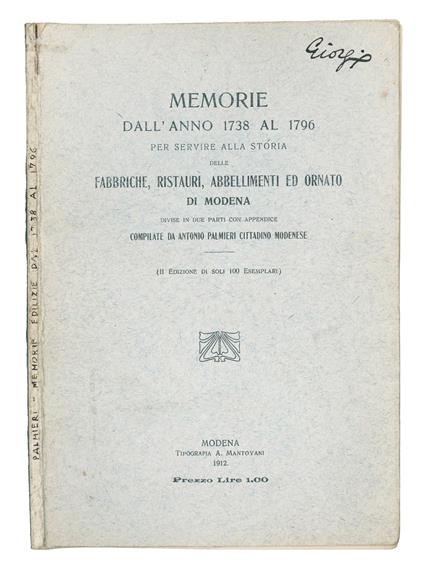 Giorgi
MEMORIE
DALL'ANNO 1738 AL 1796
PER SERVIRE ALLA STORIA
DELLE
FABBRICHE, RISTAURI, ABBELLIMENTI ED ORNATO
DI MODENA
DIVISE IN DUE PARTI CON APPENDICE
COMPILATE DA ANTONIO PALMIERI CITTADINO MODENESE
(II EDIZIONE DI SOLI 100 ESEMPLARI)
MODENA
TIPOGRAFIA A. MANTOVANI
1912.
Prezzo Lire 1.00
PALMIERI - MEMORIE EDILIZIE DAL 1738 AL 1796